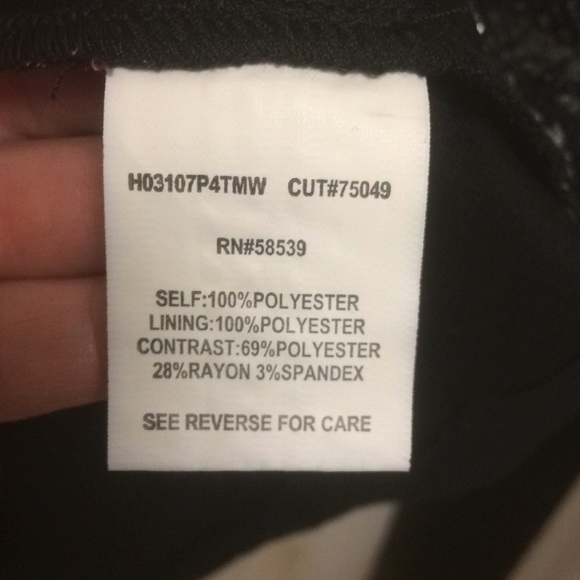 H03107P4TMW CUT#75049
RN#58539
SELF:100%POLYESTER
LINING:100%POLYESTER
CONTRAST:69%POLYESTER
28%RAYON 3%SPANDEX
SEE REVERSE FOR CARE